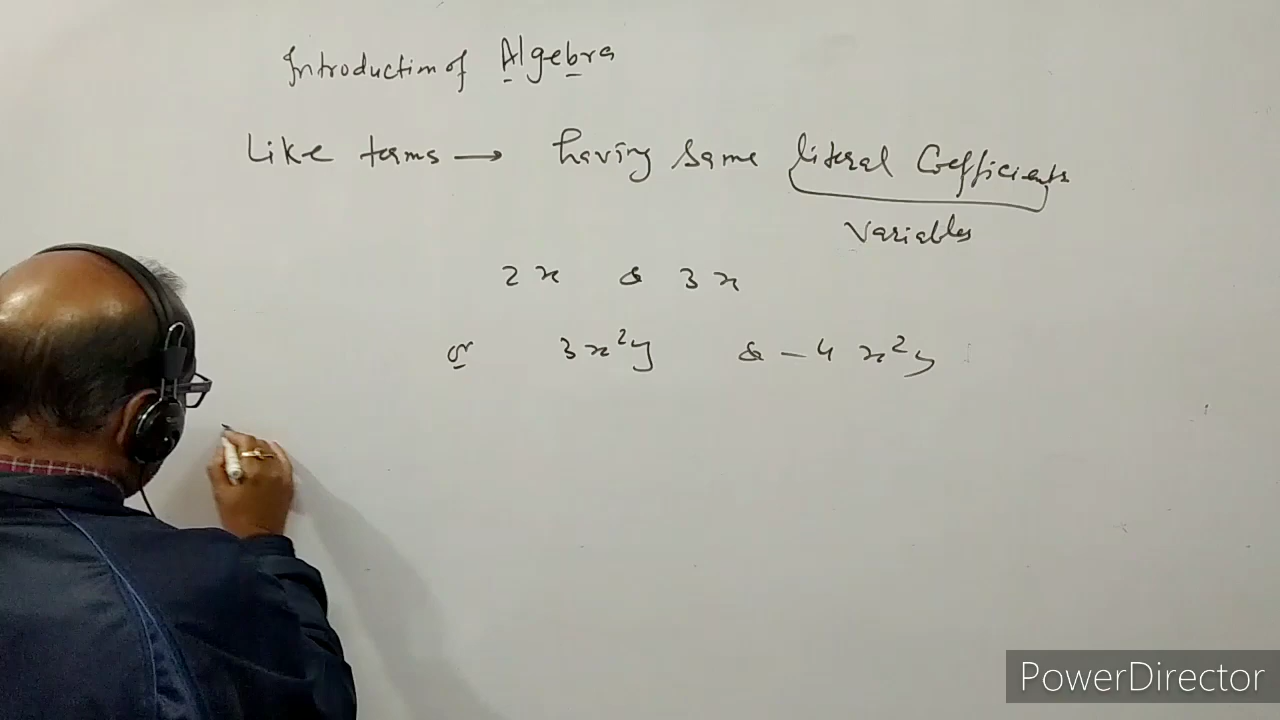 Introduction of Algebra
Like terms → having same literal Coefficients
Variables
2x & 3x
or 3x²y & -4x²y
PowerDirector